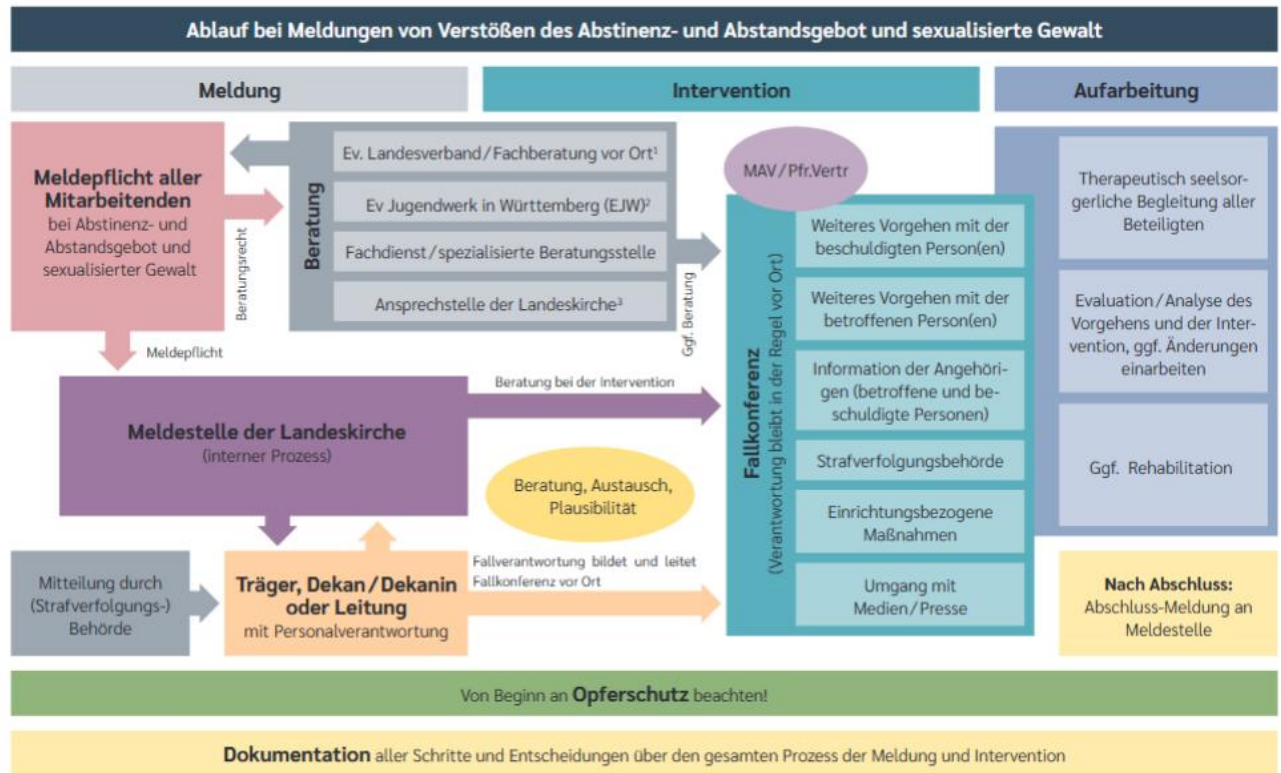 Ablauf bei Meldungen von Verstößen des Abstinenz- und Abstandsgebot und sexualisierte Gewalt
Meldung
Intervention
Aufarbeitung
Meldepflicht aller
Mitarbeitenden
bei Abstinenz- und
Abstandsgebot und
sexualisierter Gewalt
Beratungsrecht
Meldepflicht
Beratung
Ev. Landesverband/Fachberatung vor Ort¹
Ev Jugendwerk in Württemberg (EJW)²
Fachdienst/spezialisierte Beratungsstelle
Ansprechstelle der Landeskirche³
Ggf. Beratung
Meldestelle der Landeskirche
(interner Prozess)
Beratung bei der Intervention
Beratung, Austausch,
Plausibilität
Mitteilung durch
(Strafverfolgungs-)
Behörde
Träger, Dekan/Dekanin
oder Leitung
mit Personalverantwortung
Fallverantwortung bildet und leitet
Fallkonferenz vor Ort
MAV/Pfr.Vertr
Fallkonferenz
(Verantwortung bleibt in der Regel vor Ort)
Weiteres Vorgehen mit der
beschuldigten Person(en)
Weiteres Vorgehen mit der
betroffenen Person(en)
Information der Angehöri-
gen (betroffene und be-
schuldigte Personen)
Strafverfolgungsbehörde
Einrichtungsbezogene
Maßnahmen
Umgang mit
Medien/Presse
Therapeutisch seelsor-
gerliche Begleitung aller
Beteiligten
Evaluation/Analyse des
Vorgehens und der Inter-
vention, ggf. Änderungen
einarbeiten
Ggf. Rehabilitation
Nach Abschluss:
Abschluss-Meldung an
Meldestelle
Von Beginn an Opferschutz beachten!
Dokumentation aller Schritte und Entscheidungen über den gesamten Prozess der Meldung und Intervention